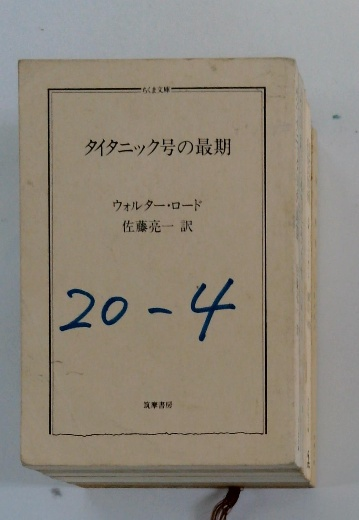 ちくま文庫
タイタニック号の最期
ウォルター・ロード
佐藤亮一 訳
20-4
筑摩書房